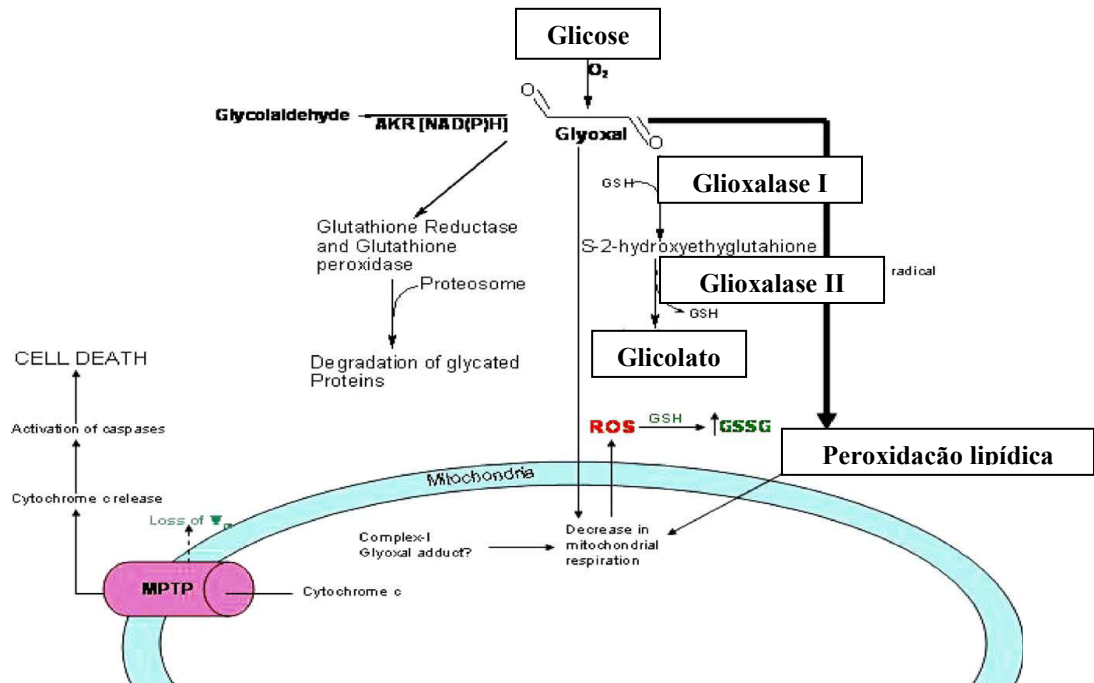 Glicose
O₂
O
Glycolaldehyde
AKR [NAD(P)H]
Glyoxal
O
GSH
Glioxalase I
Glutathione Reductase
and Glutathione
peroxidase
S-2-hydroxyethyglutahione
Glioxalase II
radical
Proteosome
GSH
Glicolato
CELL DEATH
Degradation of glycated
Proteins
Activation of caspases
ROS
GSH
↑GSSG
Peroxidacão lipídica
Mitochondria
Cytochrome c release
Loss of Ψm
Complex-I
Glyoxal adduct?
Decrease in
mitochondrial
respiration
MPTP
Cytochrome c